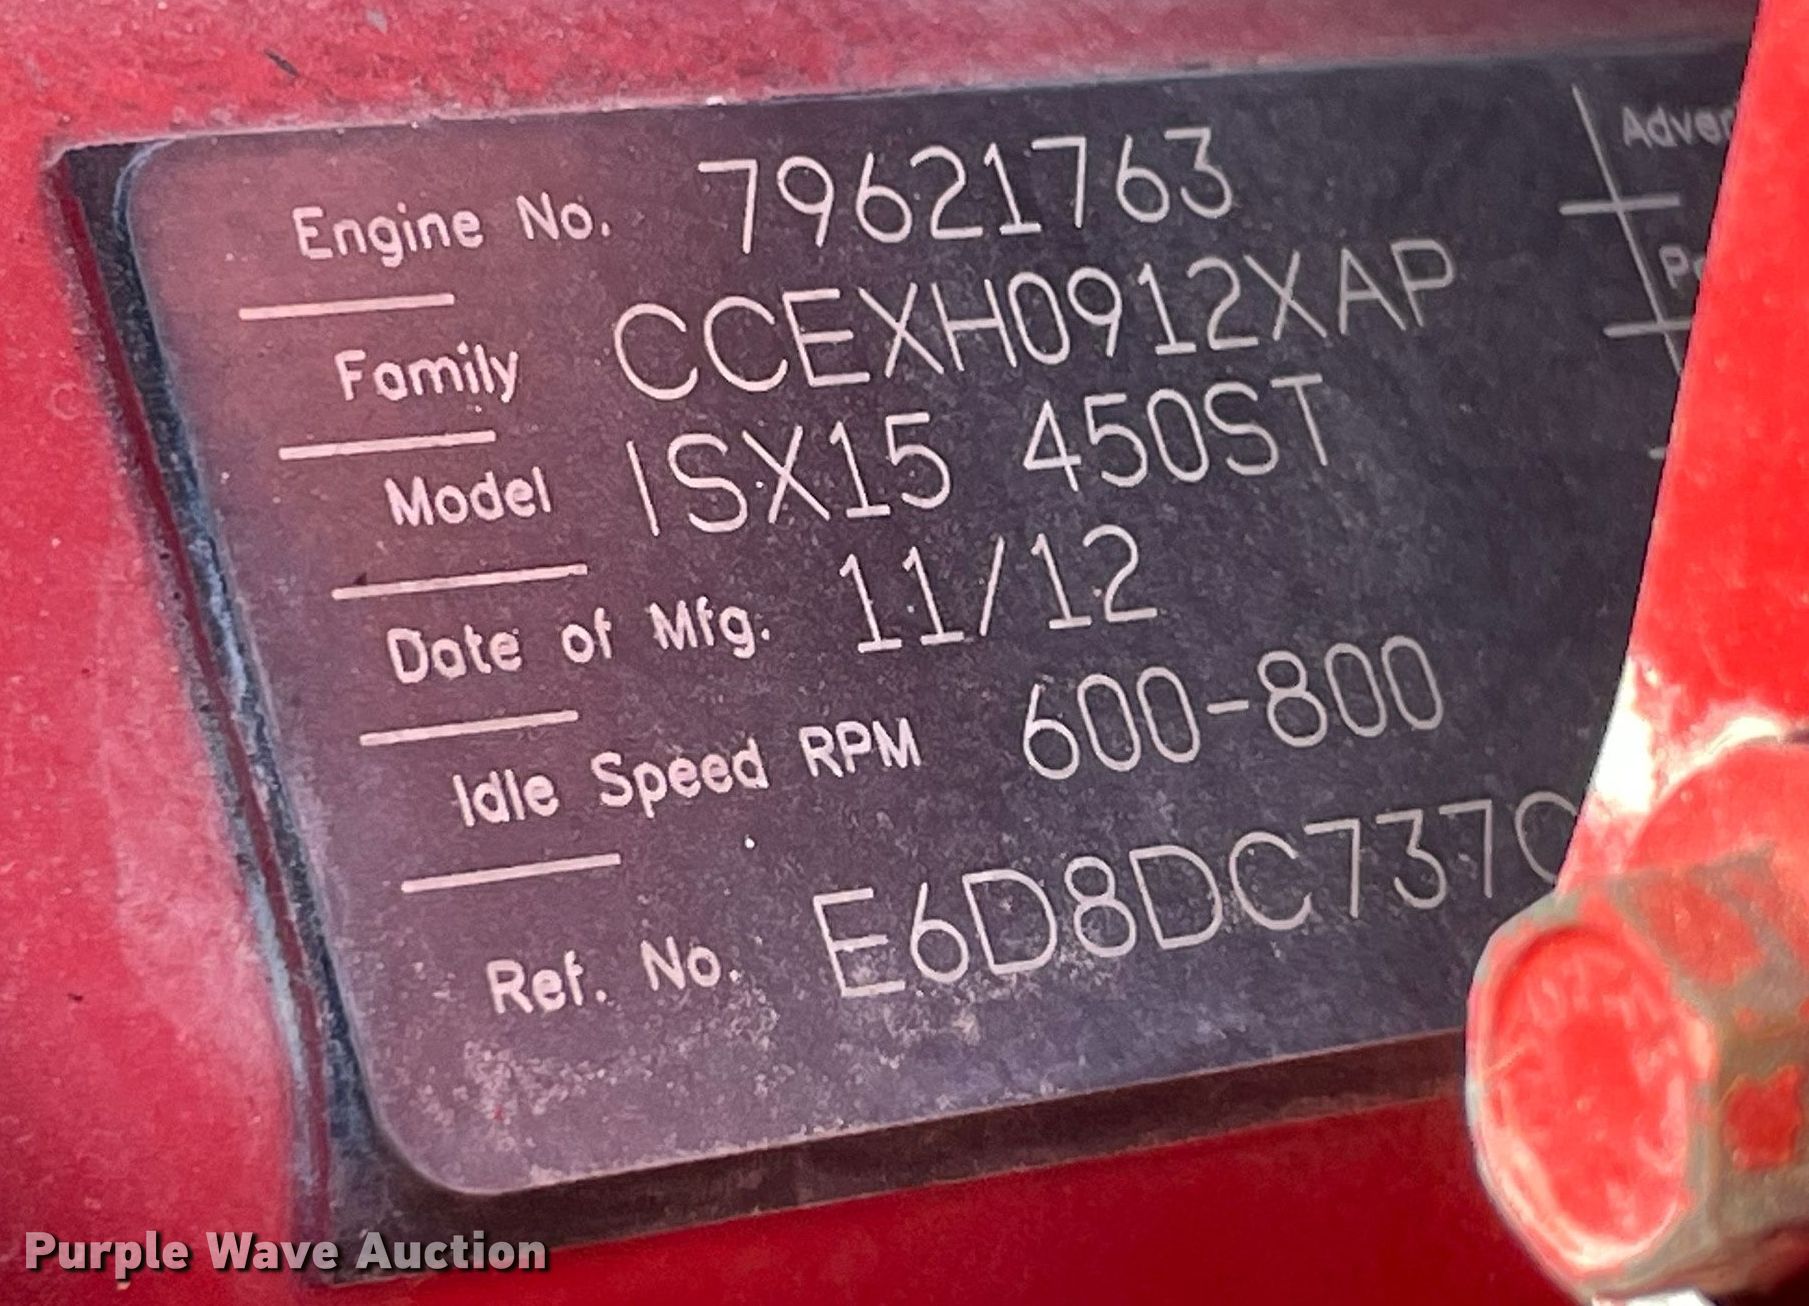 Engine No. 79621763
Family CCEXH0912XAP
Model ISX15 450ST
Date of Mfg. 11/12
Idle Speed RPM 600-800
Ref. No. E6D8DC737
Purple Wave Auction